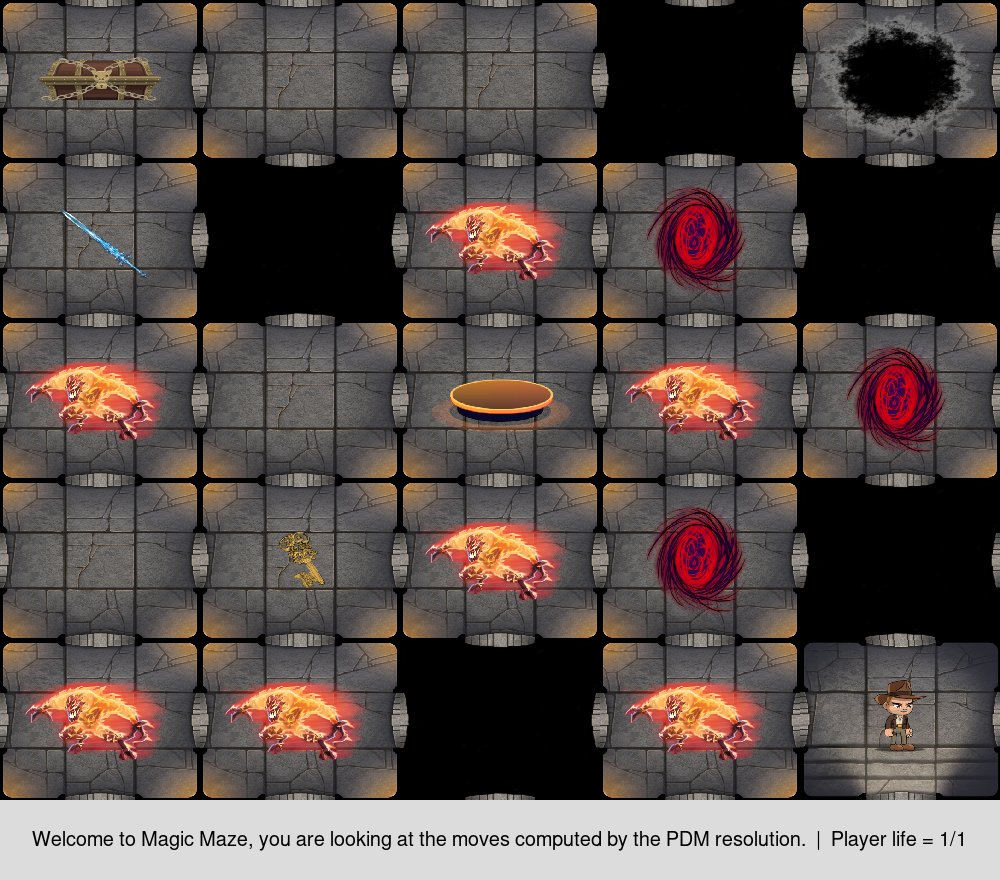 Welcome to Magic Maze, you are looking at the moves computed by the PDM resolution.  |  Player life = 1/1